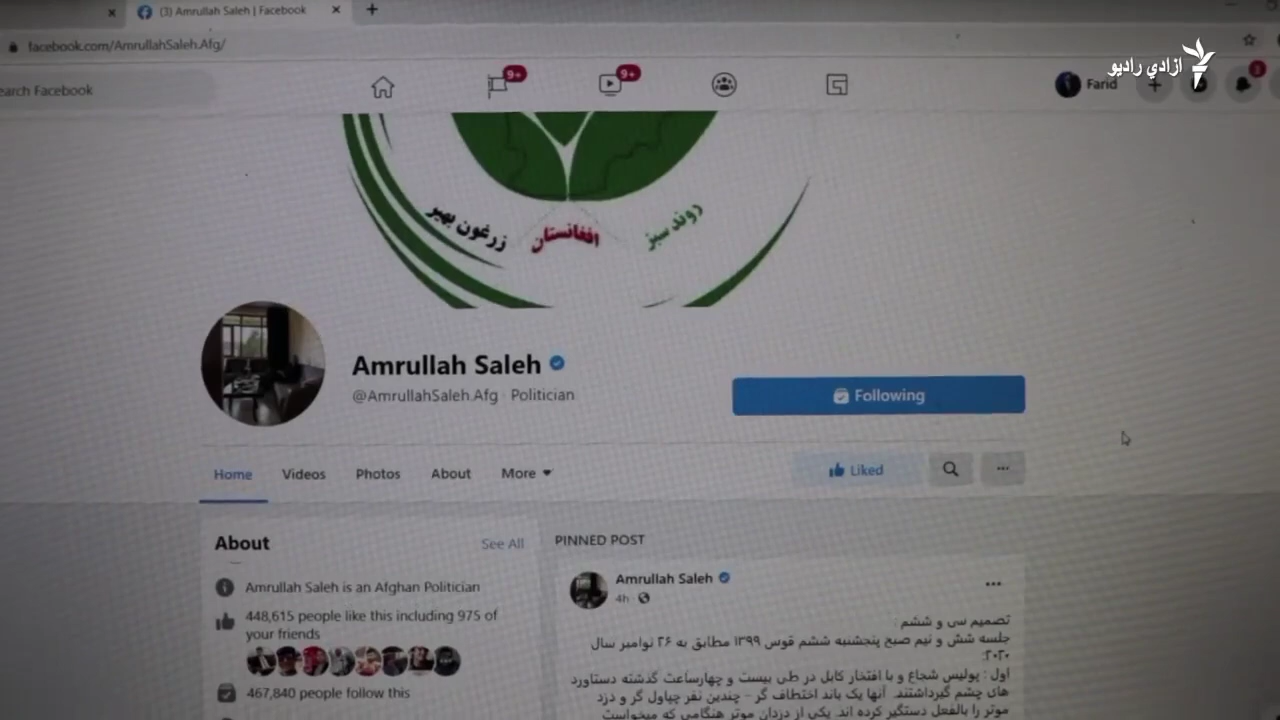 (3) Amrullah Saleh | Facebook
facebook.com/AmrullahSaleh.Afg/
ازادي راديو
earch Facebook
9+
9+
Farid
3
زرغون بهير
افغانستان
روند سبز
Amrullah Saleh
@AmrullahSaleh.Afg · Politician
Following
Home Videos Photos About More
Liked
About See All
Amrullah Saleh is an Afghan Politician
448,615 people like this including 975 of
your friends
467,840 people follow this
PINNED POST
Amrullah Saleh
4h
تصمیم سی و ششم :
جلسه شش و نیم صبح پنجشنبه ششم قوس ۱۳۹۹ مطابق به ۲۶ نوامبر سال
۲۰۲۰:
اول : پولیس شجاع و با افتخار کابل در طی بیست و چهارساعت گذشته دستاورد
های چشم گیرداشتند. آنها یک باند اختطاف گر - چندین نفر چپاول گر و دزد
موتر را بالفعل دستگیر کرده اند. یکی از دزدان موتر هنگامی که میخواست